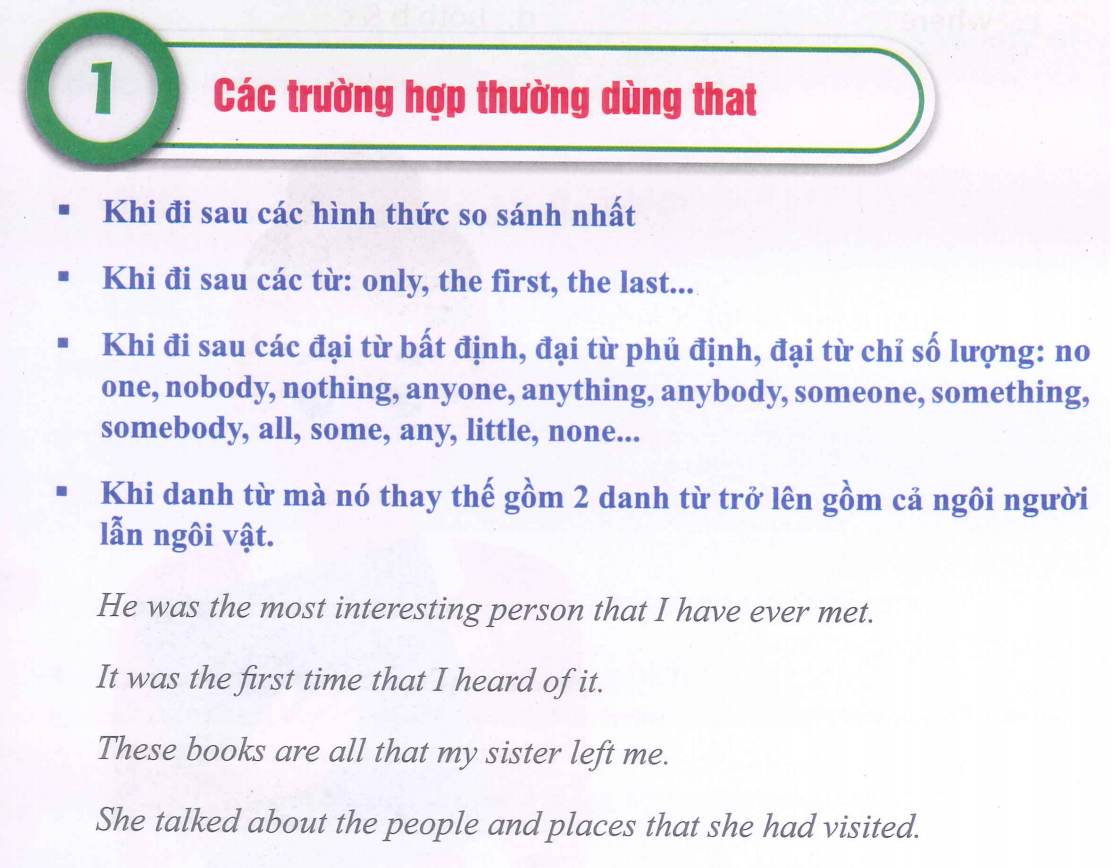 1
Các trường hợp thường dùng that
▪ Khi đi sau các hình thức so sánh nhất
▪ Khi đi sau các từ: only, the first, the last...
▪ Khi đi sau các đại từ bất định, đại từ phủ định, đại từ chỉ số lượng: no
one, nobody, nothing, anyone, anything, anybody, someone, something,
somebody, all, some, any, little, none...
▪ Khi danh từ mà nó thay thế gồm 2 danh từ trở lên gồm cả ngôi người
lẫn ngôi vật.
He was the most interesting person that I have ever met.
It was the first time that I heard of it.
These books are all that my sister left me.
She talked about the people and places that she had visited.